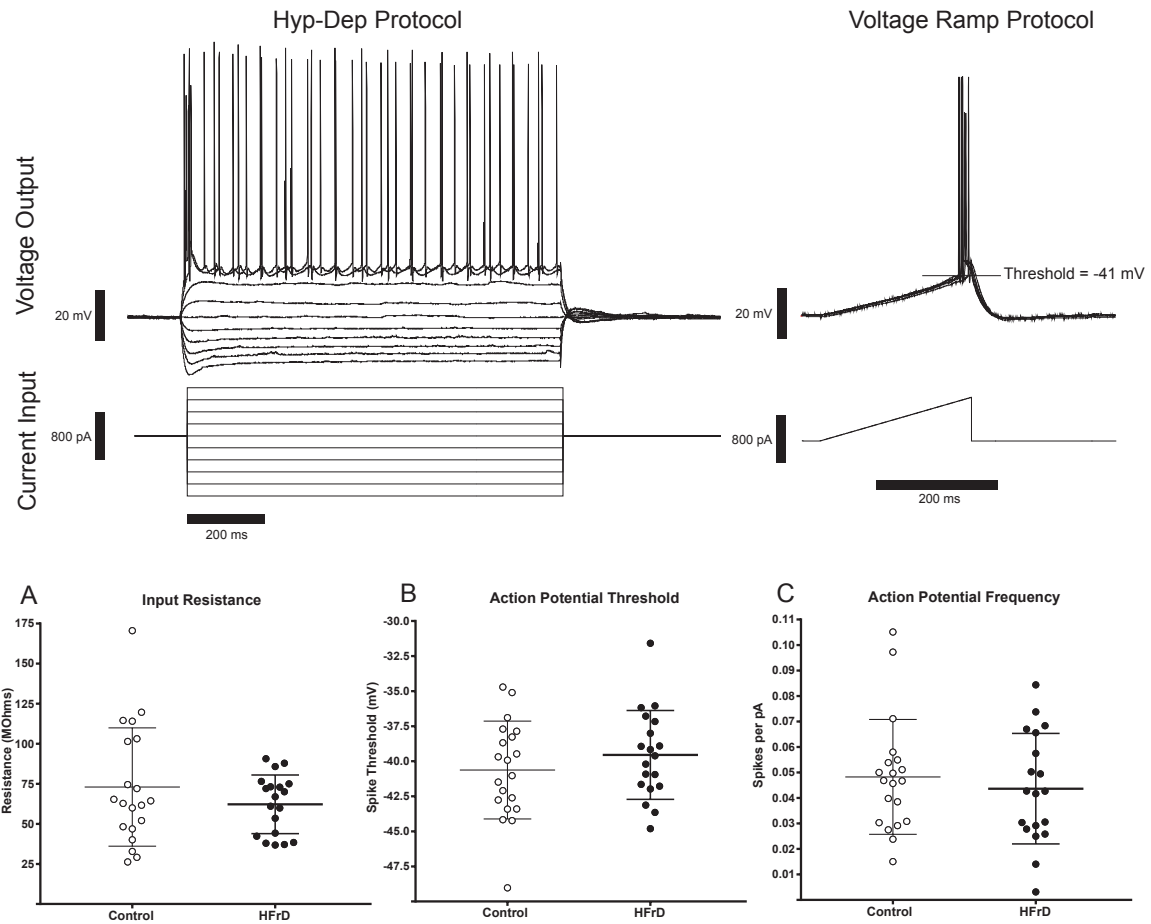 Hyp-Dep Protocol
Voltage Ramp Protocol
Voltage Output
20 mV
20 mV
Threshold = -41 mV
Current Input
800 pA
800 pA
200 ms
200 ms
A
Input Resistance
Resistance (MOhms)
175
150
125
100
75
50
25
Control
HFrD
B
Action Potential Threshold
Spike Threshold (mV)
-30.0
-32.5
-35.0
-37.5
-40.0
-42.5
-45.0
-47.5
Control
HFrD
C
Action Potential Frequency
Spikes per pA
0.11
0.10
0.09
0.08
0.07
0.06
0.05
0.04
0.03
0.02
0.01
Control
HFrD